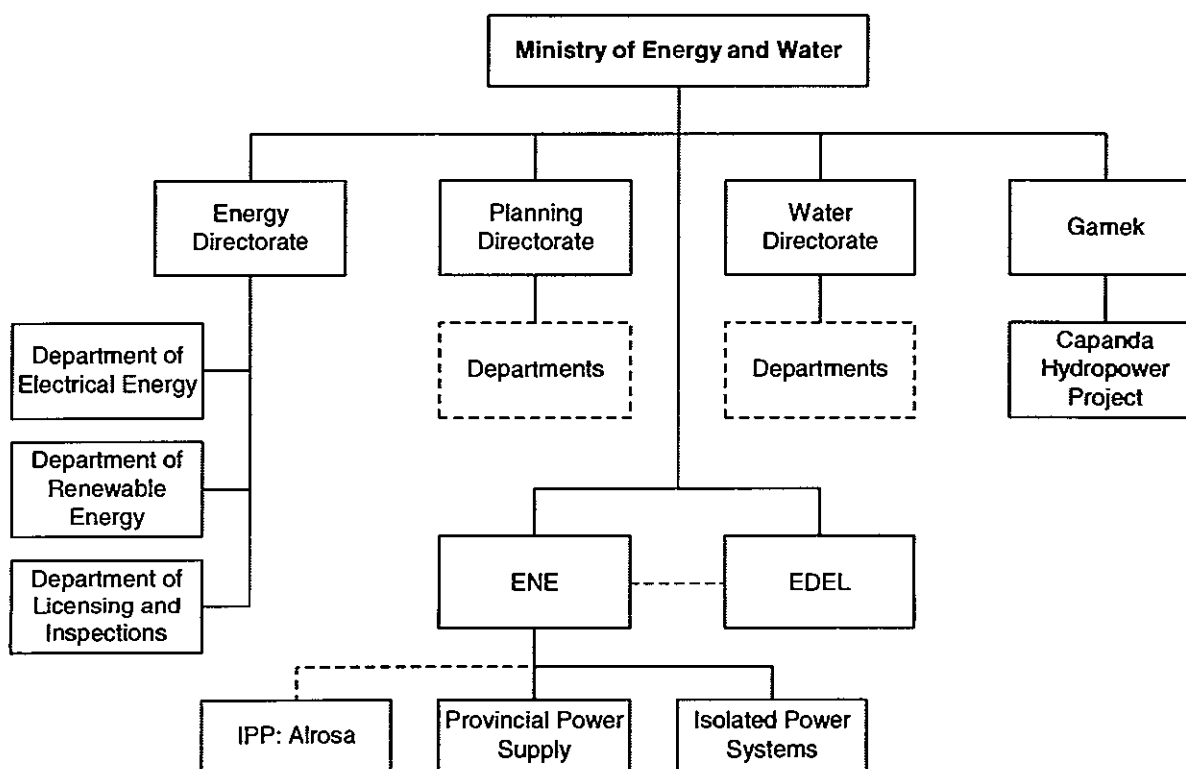 Ministry of Energy and Water
Energy
Directorate
Planning
Directorate
Water
Directorate
Gamek
Department of
Electrical Energy
Departments
Departments
Capanda
Hydropower
Project
Department of
Renewable
Energy
Department of
Licensing and
Inspections
ENE
EDEL
IPP: Alrosa
Provincial Power
Supply
Isolated Power
Systems